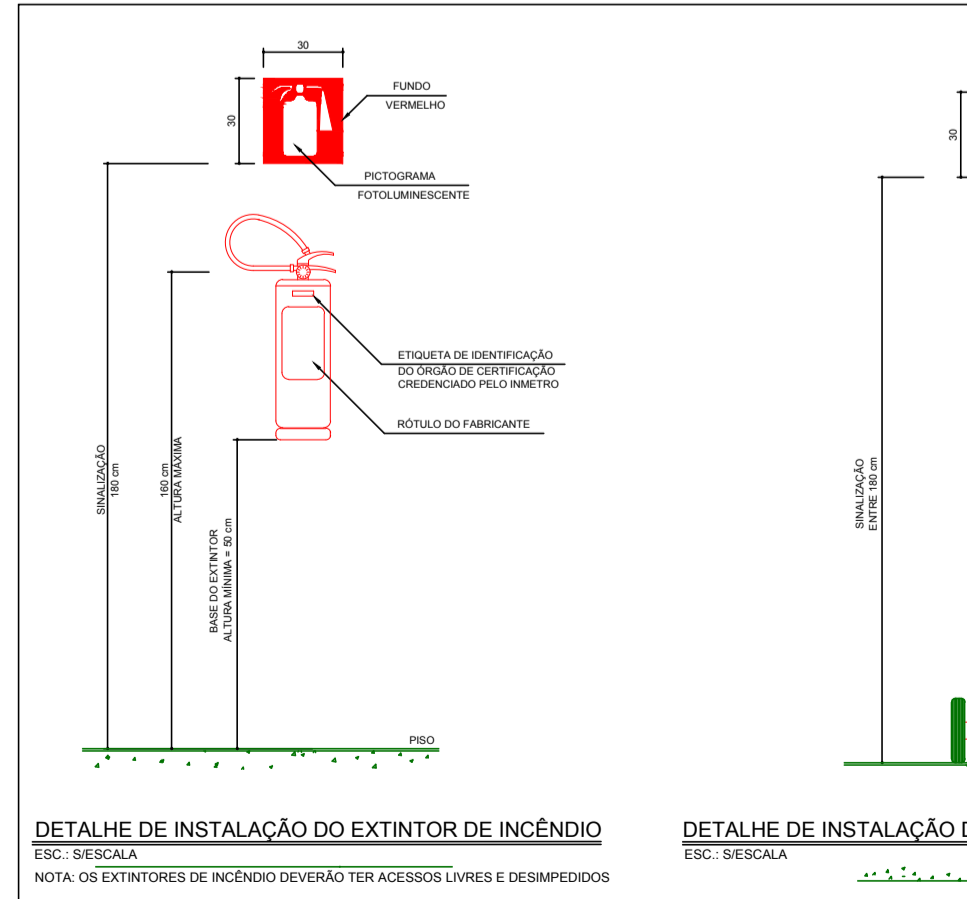 30
30
FUNDO
VERMELHO
PICTOGRAMA
FOTOLUMINESCENTE
ETIQUETA DE IDENTIFICAÇÃO
DO ÓRGÃO DE CERTIFICAÇÃO
CREDENCIADO PELO INMETRO
RÓTULO DO FABRICANTE
SINALIZAÇÃO
180 cm
160 cm
ALTURA MÁXIMA
BASE DO EXTINTOR
ALTURA MÍNIMA = 50 cm
PISO
DETALHE DE INSTALAÇÃO DO EXTINTOR DE INCÊNDIO
ESC.: S/ESCALA
NOTA: OS EXTINTORES DE INCÊNDIO DEVERÃO TER ACESSOS LIVRES E DESIMPEDIDOS
30
SINALIZAÇÃO
ENTRE 180 cm
DETALHE DE INSTALAÇÃO
ESC.: S/ESCALA